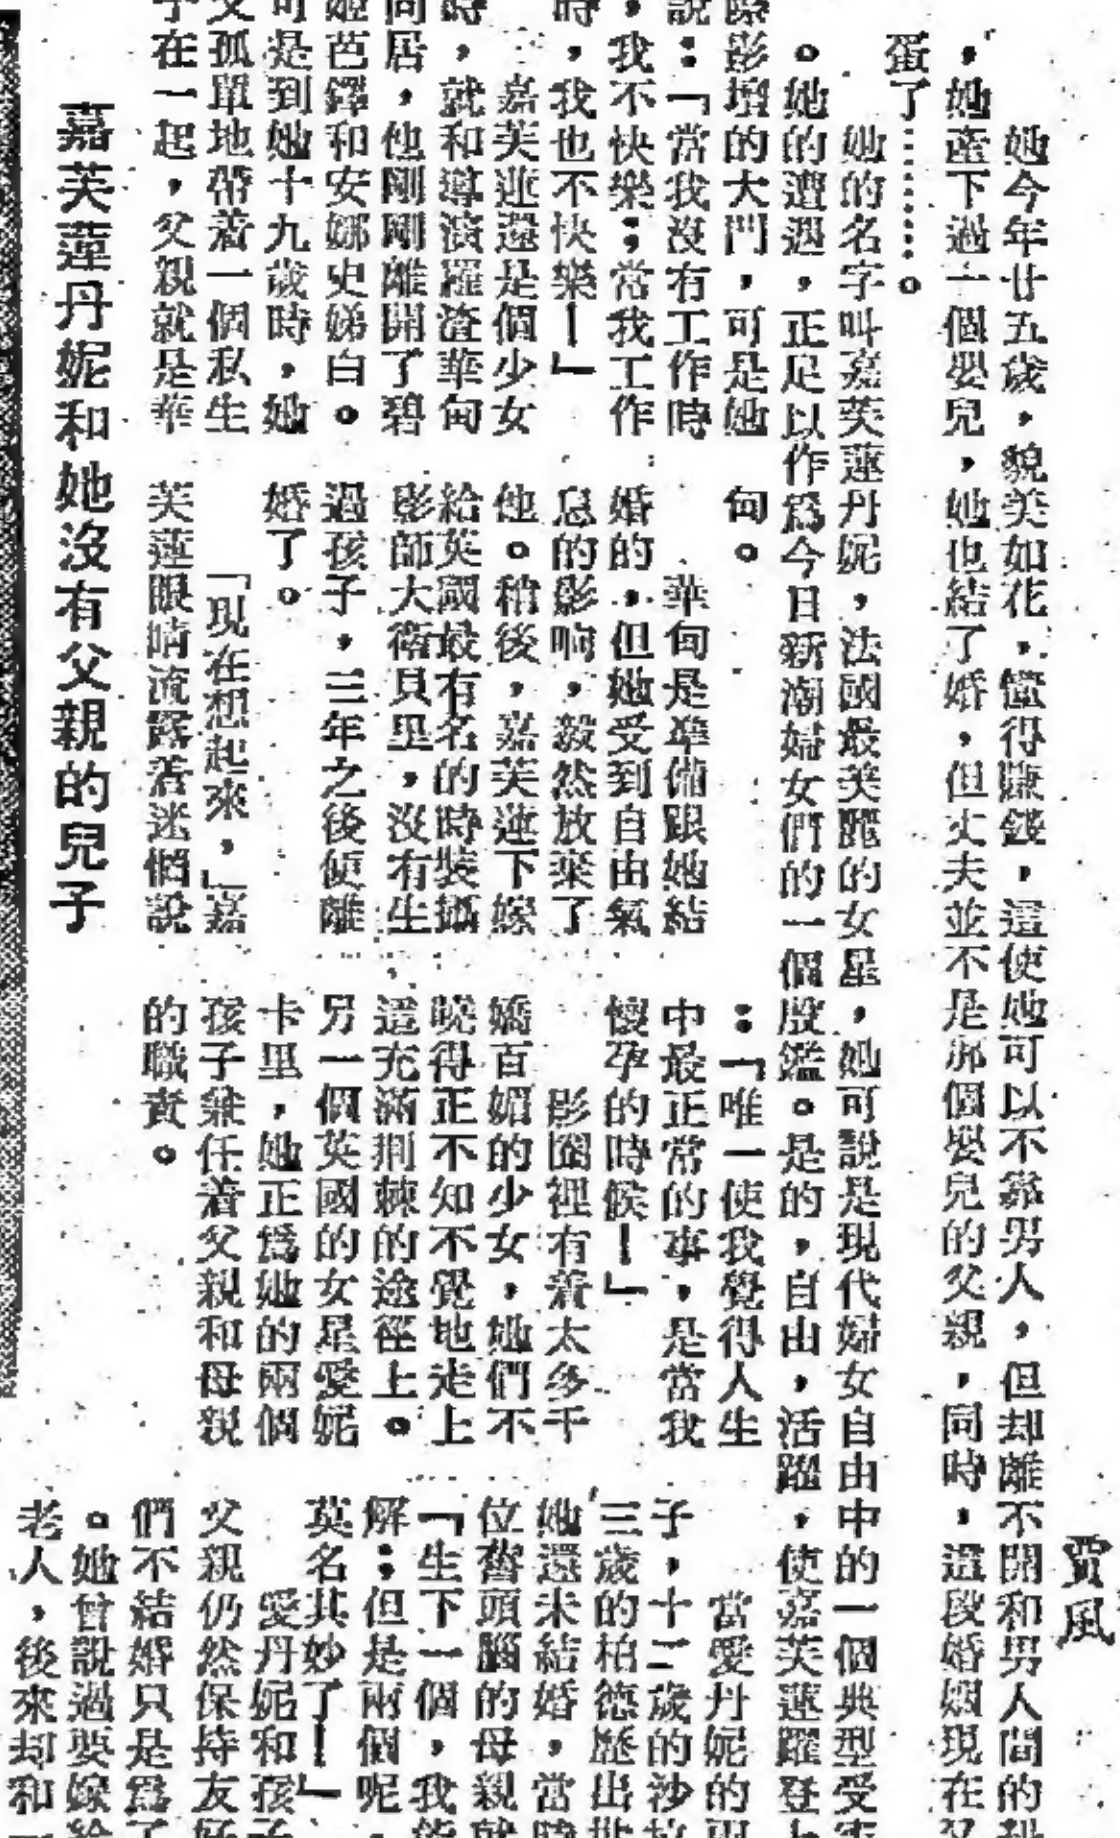 賈風
她今年廿五歲，貌美如花，懂得賺錢，這使她可以不靠男人，但却離不開和男人間的
，她產下過一個嬰兒，她也結了婚，但丈夫並不是那個嬰兒的父親，同時，這段婚姻現在又
蛋了……。
她的名字叫嘉芙蓮丹妮，法國最美麗的女星，她可說是現代婦女自由中的一個典型受害
。她的遭遇，正足以作爲今日新潮婦女們的一個殷鑑。是的，自由，活躍，使嘉芙蓮躍登上
際影壇的大門，可是她
說：「當我沒有工作時
，我不快樂；當我工作
時，我也不快樂！」
嘉芙蓮還是個少女
時，就和導演羅渣華甸
同居，他剛剛離開了碧
姬芭鐸和安娜史娣白。
可是到她十九歲時，她
父孤單地帶着一個私生
子在一起，父親就是華
甸。
華甸是準備跟她結
婚的，但她受到自由氣
息的影响，毅然放棄了
他。稍後，嘉芙蓮下嫁
給英國最有名的時裝攝
影師大衛貝里，沒有生
過孩子，三年之後便離
婚了。
「現在想起來，」嘉
芙蓮眼睛流露着迷惘說
：「唯一使我覺得人生
中最正常的事，是當我
懷孕的時候！」
影圈裡有着太多千
嬌百媚的少女，她們不
曉得正不知不覺地走上
這充滿荆棘的途徑上。
另一個英國的女星愛妮
卡里，她正爲她的兩個
孩子兼任着父親和母親
的職責。
當愛丹妮的兩
子，十二歲的沙
三歲的柏德歷出世
她還未結婚，當時
位舊頭腦的母親就
「生下一個，我能
解；但是兩個呢，
莫名其妙了！」
愛丹妮和孩子
父親仍然保持友好
們不結婚只是爲了
。她曾說過要嫁給
老人，後來却和一
嘉芙蓮丹妮和她沒有父親的兒子